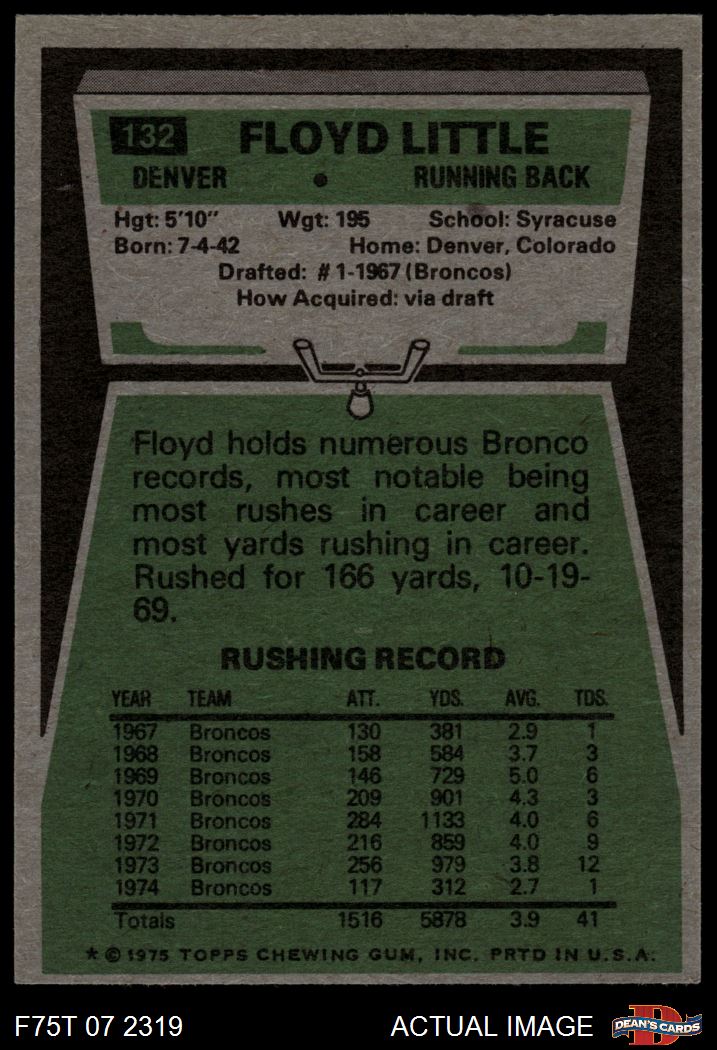 132 FLOYD LITTLE
DENVER • RUNNING BACK
Hgt: 5'10" Wgt: 195 School: Syracuse
Born: 7-4-42 Home: Denver, Colorado
Drafted: #1-1967 (Broncos)
How Acquired: via draft
Floyd holds numerous Bronco
records, most notable being
most rushes in career and
most yards rushing in career.
Rushed for 166 yards, 10-19-
69.
RUSHING RECORD
YEAR TEAM ATT. YDS. AVG. TDS.
1967 Broncos 130 381 2.9 1
1968 Broncos 158 584 3.7 3
1969 Broncos 146 729 5.0 6
1970 Broncos 209 901 4.3 3
1971 Broncos 284 1133 4.0 6
1972 Broncos 216 859 4.0 9
1973 Broncos 256 979 3.8 12
1974 Broncos 117 312 2.7 1
Totals 1516 5878 3.9 41
* © 1975 TOPPS CHEWING GUM, INC. PRTD IN U.S.A.
F75T 07 2319 ACTUAL IMAGE D DEAN'S CARDS